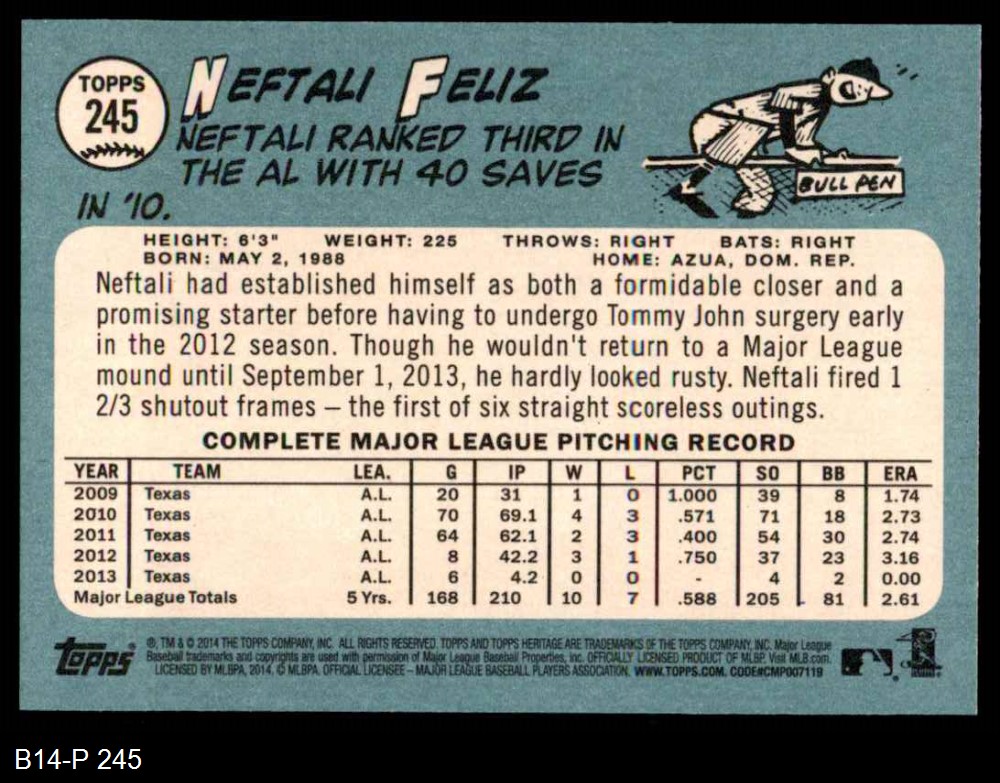 TOPPS
245
NEFTALI FELIZ
NEFTALI RANKED THIRD IN
THE AL WITH 40 SAVES
IN '10.
BULL PEN
HEIGHT: 6'3" WEIGHT: 225 THROWS: RIGHT BATS: RIGHT
BORN: MAY 2, 1988 HOME: AZUA, DOM. REP.
Neftali had established himself as both a formidable closer and a
promising starter before having to undergo Tommy John surgery early
in the 2012 season. Though he wouldn't return to a Major League
mound until September 1, 2013, he hardly looked rusty. Neftali fired 1
2/3 shutout frames – the first of six straight scoreless outings.
COMPLETE MAJOR LEAGUE PITCHING RECORD
YEAR TEAM LEA. G IP W L PCT SO BB ERA
2009 Texas A.L. 20 31 1 0 1.000 39 8 1.74
2010 Texas A.L. 70 69.1 4 3 .571 71 18 2.73
2011 Texas A.L. 64 62.1 2 3 .400 54 30 2.74
2012 Texas A.L. 8 42.2 3 1 .750 37 23 3.16
2013 Texas A.L. 6 4.2 0 0 - 4 2 0.00
Major League Totals 5 Yrs. 168 210 10 7 .588 205 81 2.61
topps
®, TM & © 2014 THE TOPPS COMPANY, INC. ALL RIGHTS RESERVED. TOPPS AND TOPPS HERITAGE ARE TRADEMARKS OF THE TOPPS COMPANY, INC. Major League
Baseball trademarks and copyrights are used with permission of Major League Baseball Properties, Inc. OFFICIALLY LICENSED PRODUCT OF MLBP. Visit MLB.com.
LICENSED BY MLBPA, 2014. © MLBPA. OFFICIAL LICENSEE – MAJOR LEAGUE BASEBALL PLAYERS ASSOCIATION. WWW.TOPPS.COM. CODE#CMP007119
B14-P 245